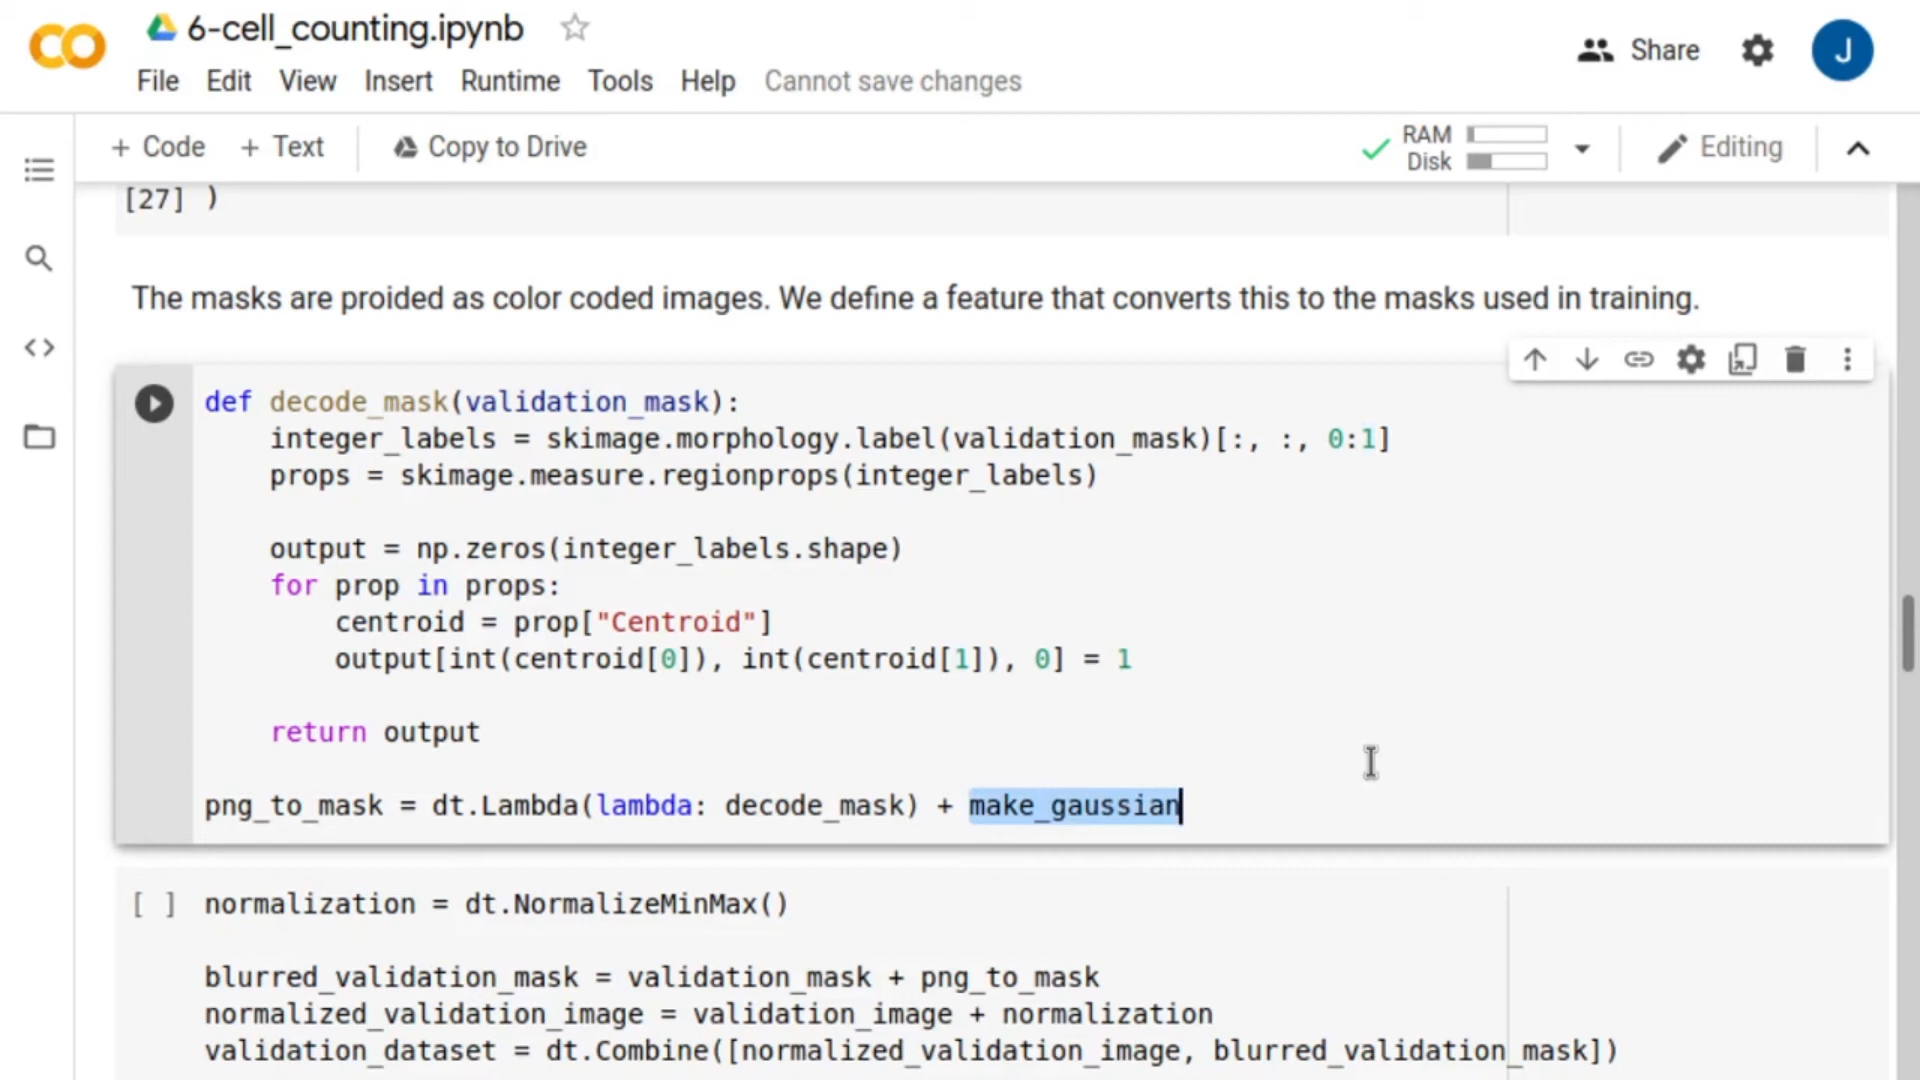 6-cell_counting.ipynb
File Edit View Insert Runtime Tools Help Cannot save changes
Share
J
+ Code + Text Copy to Drive
RAM
Disk
Editing
[27] )
The masks are proided as color coded images. We define a feature that converts this to the masks used in training.
def decode_mask(validation_mask):
    integer_labels = skimage.morphology.label(validation_mask)[:, :, 0:1]
    props = skimage.measure.regionprops(integer_labels)
    output = np.zeros(integer_labels.shape)
    for prop in props:
        centroid = prop["Centroid"]
        output[int(centroid[0]), int(centroid[1]), 0] = 1
    return output
png_to_mask = dt.Lambda(lambda: decode_mask) + make_gaussian
[ ] normalization = dt.NormalizeMinMax()
blurred_validation_mask = validation_mask + png_to_mask
normalized_validation_image = validation_image + normalization
validation_dataset = dt.Combine([normalized_validation_image, blurred_validation_mask])